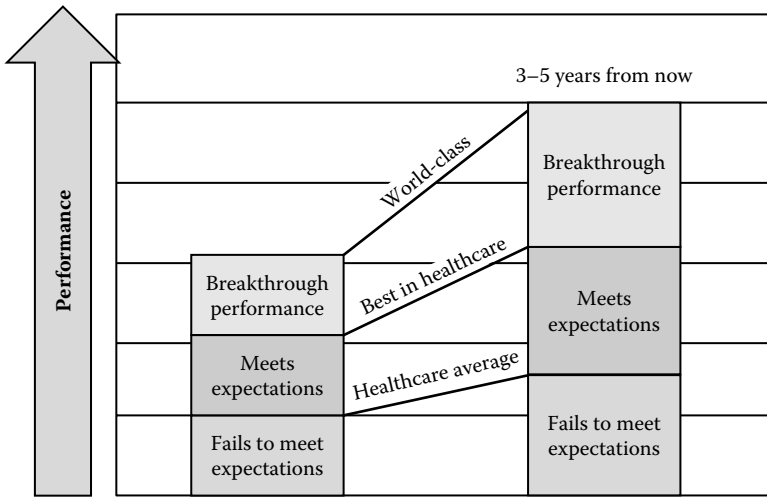 3–5 years from now
Breakthrough
performance
World-class
Performance
Best in healthcare
Breakthrough
performance
Meets
expectations
Meets
expectations
Healthcare average
Fails to meet
expectations
Fails to meet
expectations